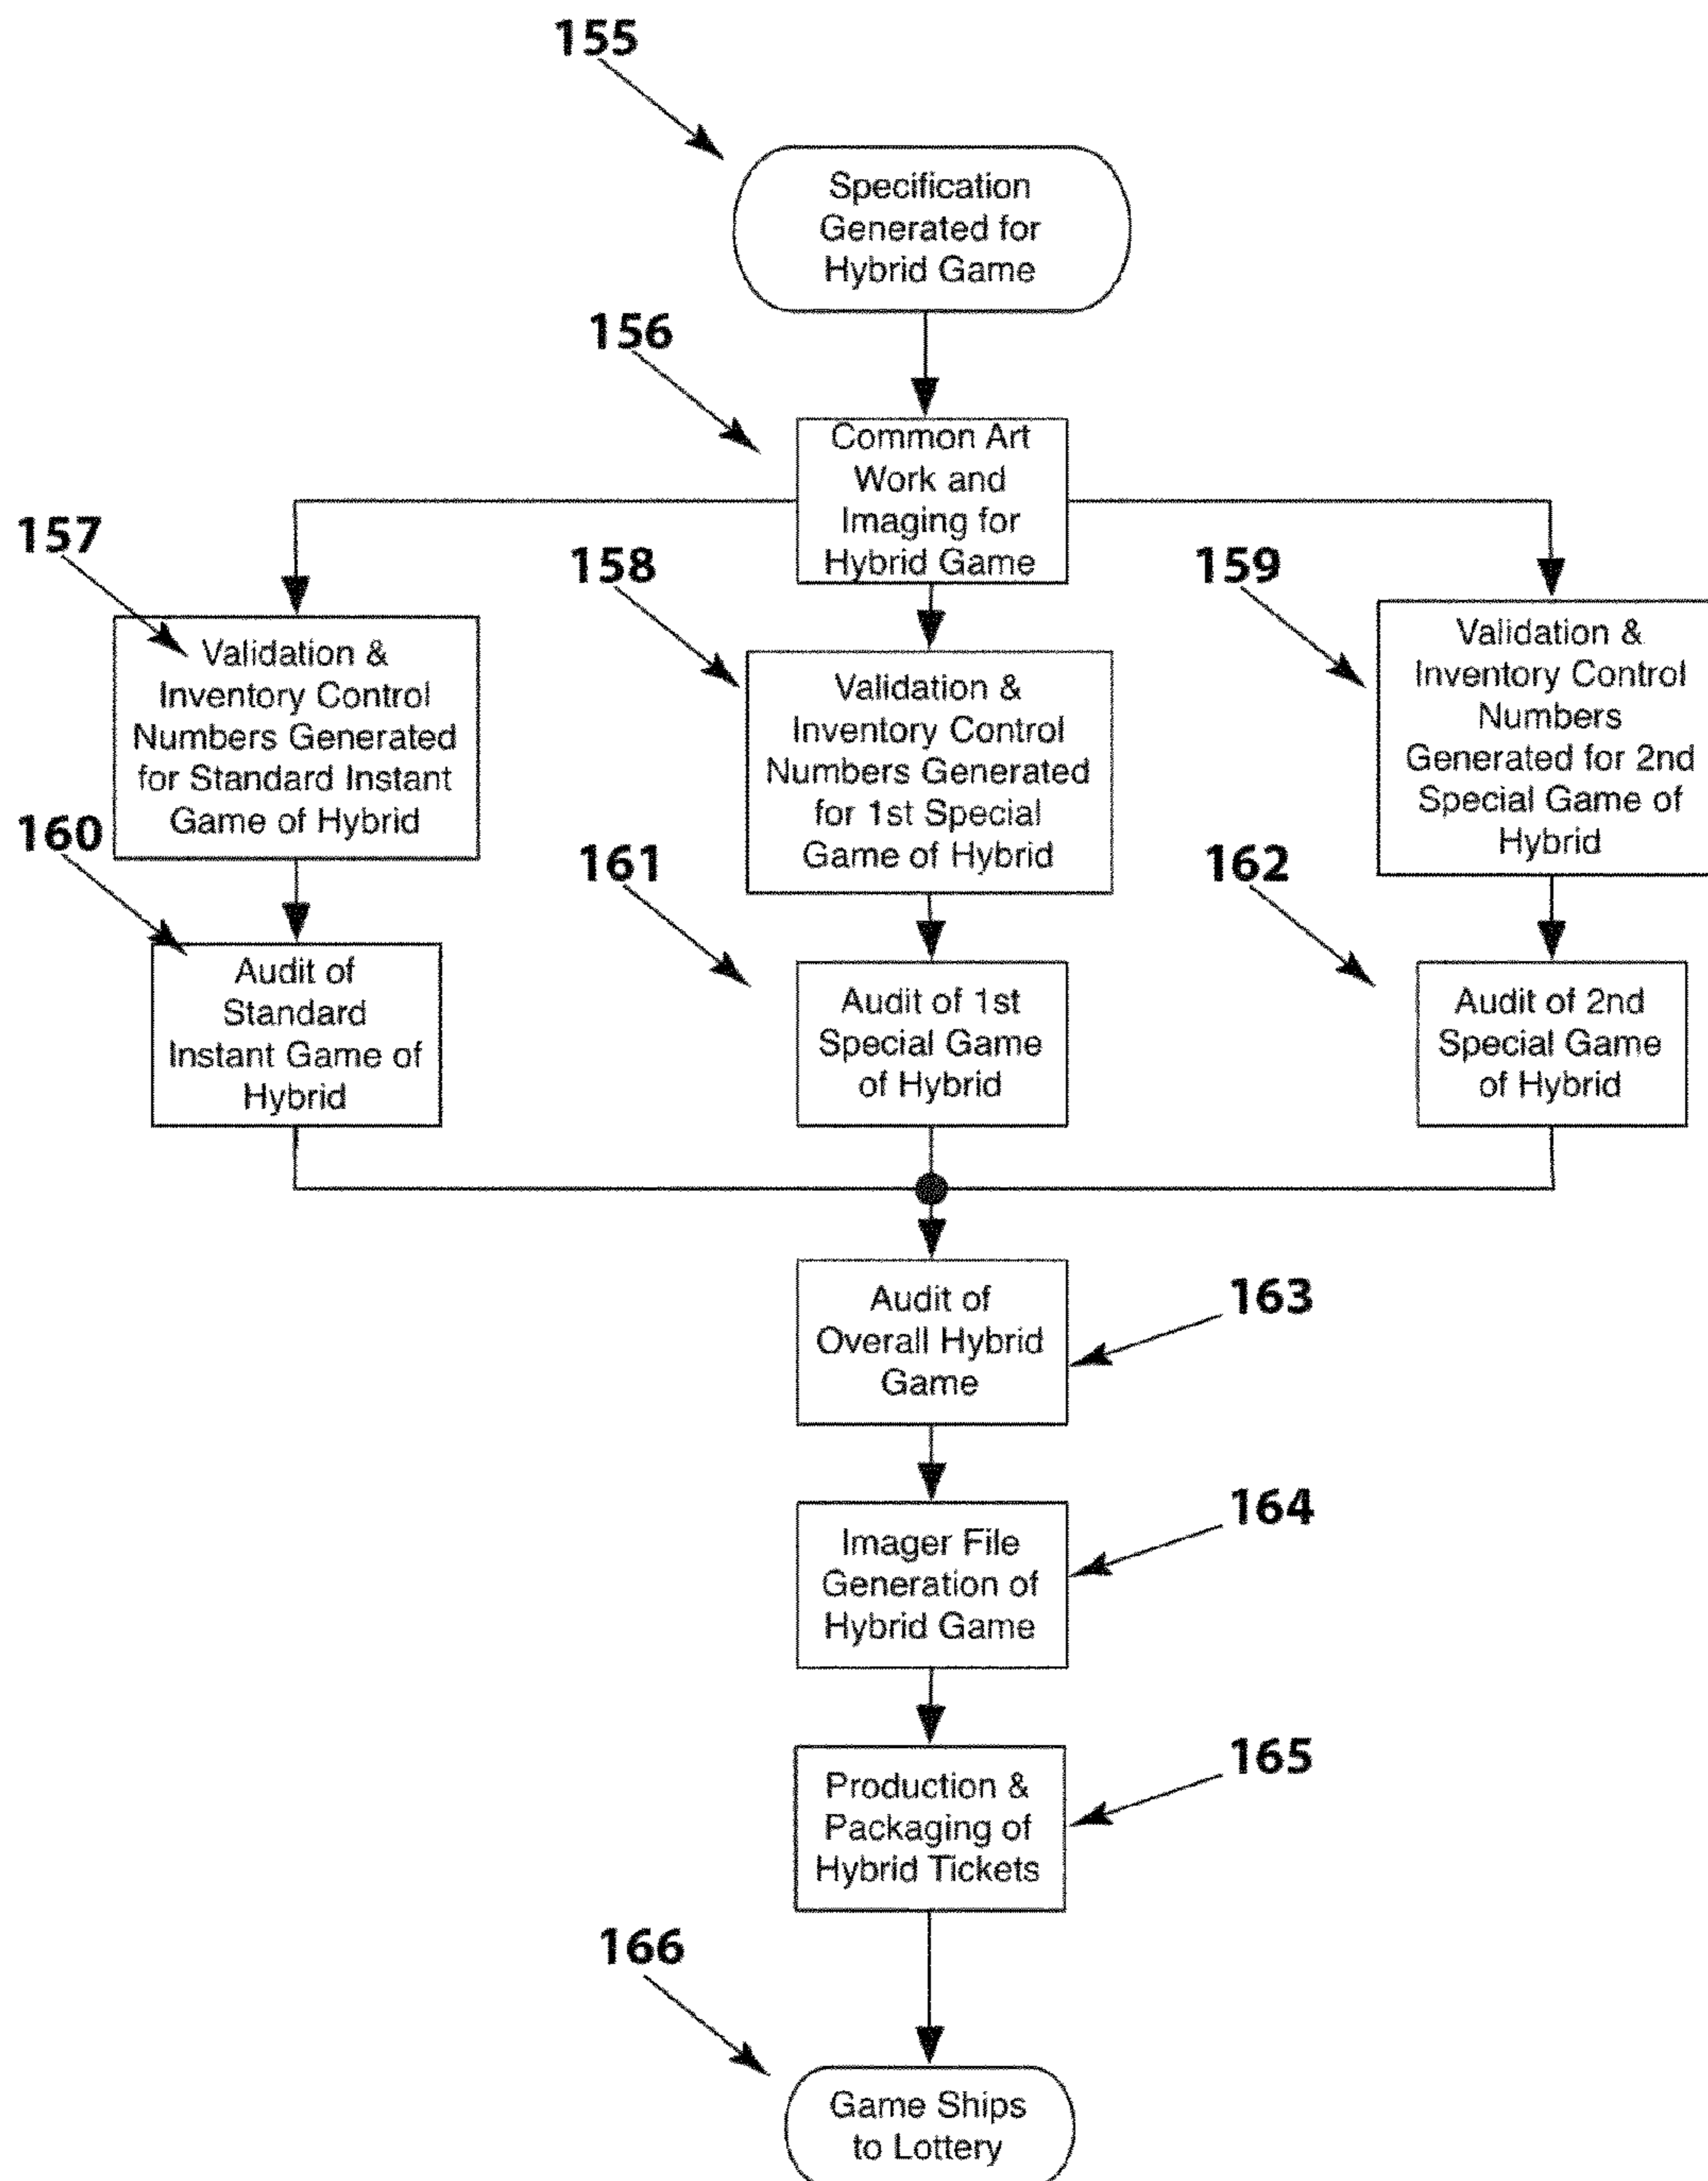 155
Specification
Generated for
Hybrid Game
156
Common Art
Work and
Imaging for
Hybrid Game
157
Validation &
Inventory Control
Numbers Generated
for Standard Instant
Game of Hybrid
158
Validation &
Inventory Control
Numbers Generated
for 1st Special
Game of Hybrid
159
Validation &
Inventory Control
Numbers
Generated for 2nd
Special Game of
Hybrid
160
Audit of
Standard
Instant Game of
Hybrid
161
Audit of 1st
Special Game
of Hybrid
162
Audit of 2nd
Special Game
of Hybrid
163
Audit of
Overall Hybrid
Game
164
Imager File
Generation of
Hybrid Game
165
Production &
Packaging of
Hybrid Tickets
166
Game Ships
to Lottery